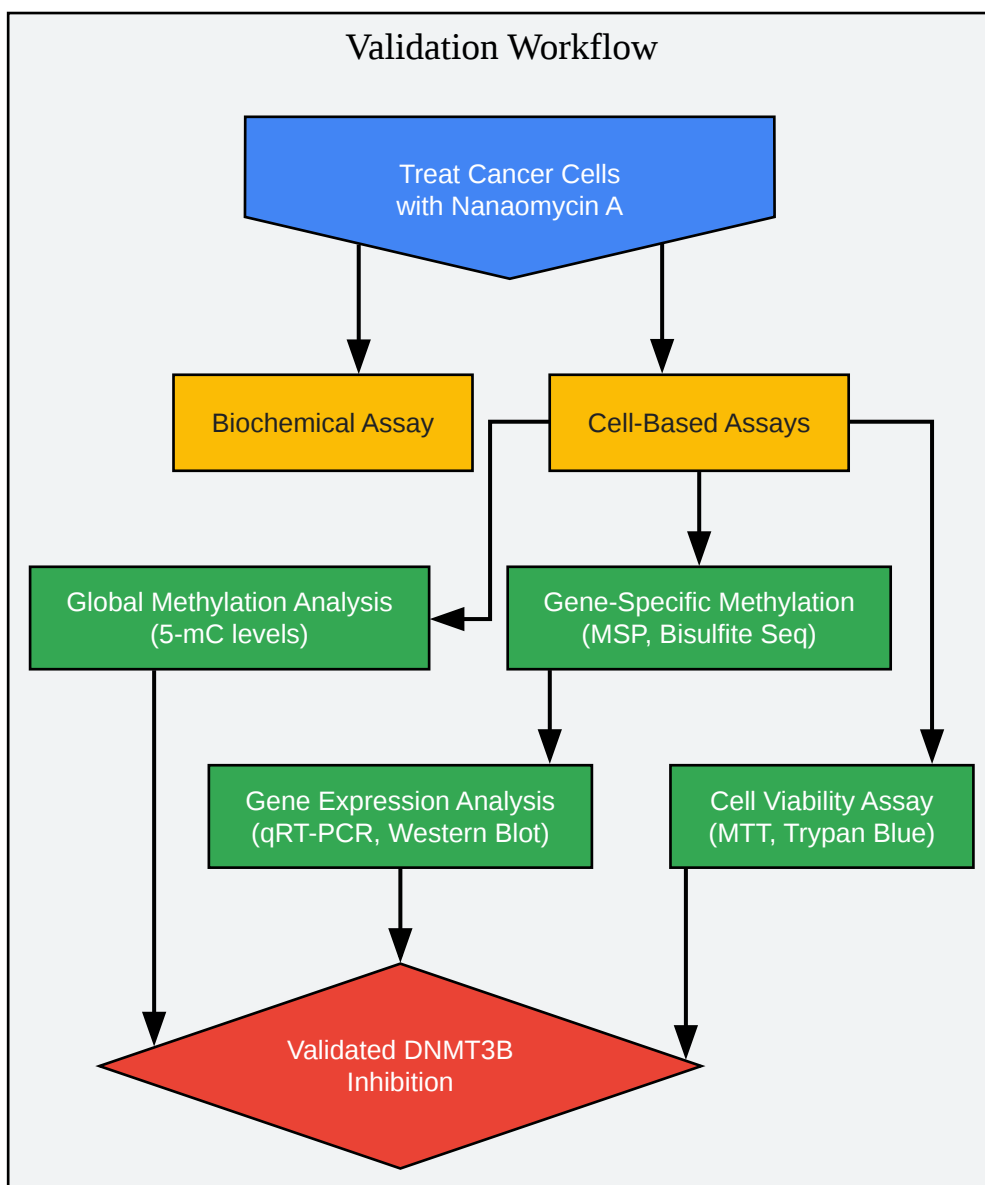 Validation Workflow
Treat Cancer Cells
with Nanaomycin A
Biochemical Assay
Cell-Based Assays
Global Methylation Analysis
(5-mC levels)
Gene-Specific Methylation
(MSP, Bisulfite Seq)
Gene Expression Analysis
(qRT-PCR, Western Blot)
Cell Viability Assay
(MTT, Trypan Blue)
Validated DNMT3B
Inhibition